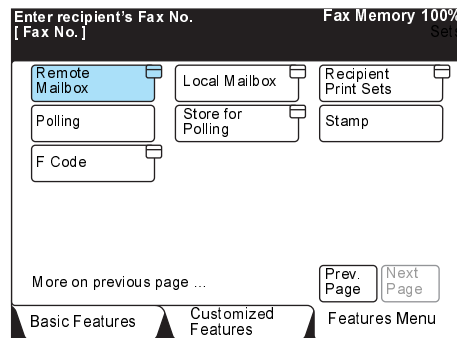 Enter recipient's Fax No.
Fax Memory 100%
[ Fax No. ]
Sets
Remote
Mailbox
Local Mailbox
Recipient
Print Sets
Polling
Store for
Polling
Stamp
F Code
More on previous page ...
Prev.
Page
Next
Page
Basic Features
Customized
Features
Features Menu